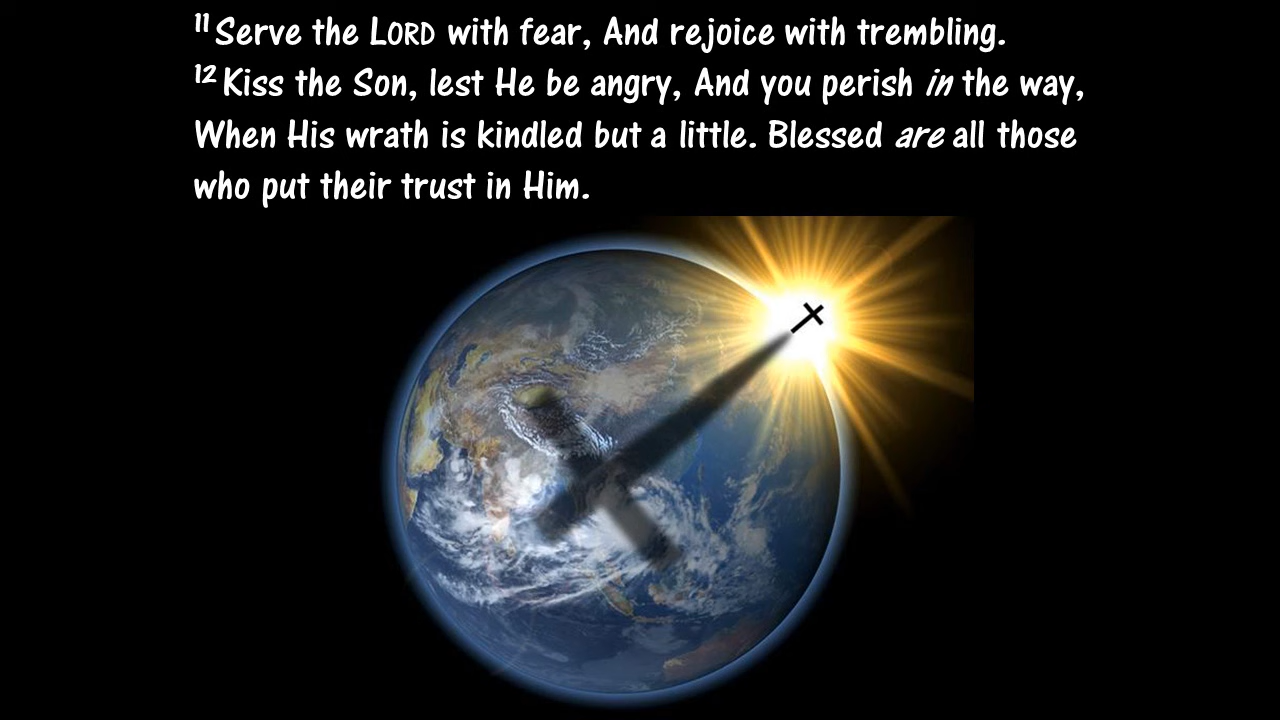 11 Serve the LORD with fear, And rejoice with trembling.
12 Kiss the Son, lest He be angry, And you perish in the way,
When His wrath is kindled but a little. Blessed are all those
who put their trust in Him.